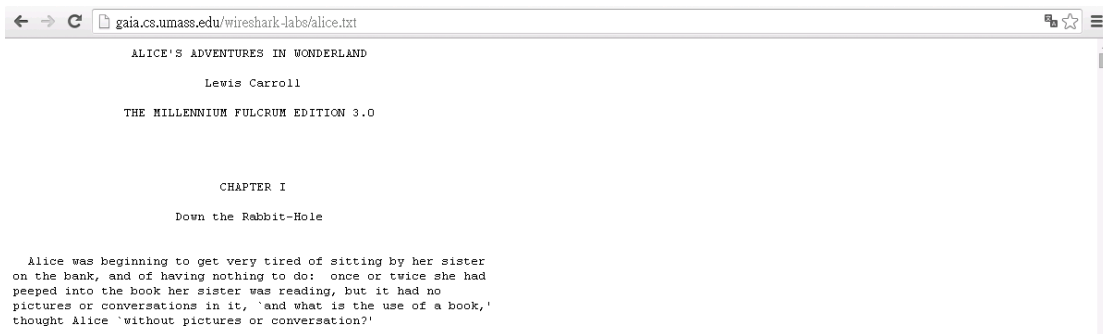 gaia.cs.umass.edu/wireshark-labs/alice.txt
ALICE'S ADVENTURES IN WONDERLAND
Lewis Carroll
THE MILLENNIUM FULCRUM EDITION 3.0
CHAPTER I
Down the Rabbit-Hole
Alice was beginning to get very tired of sitting by her sister
on the bank, and of having nothing to do:  once or twice she had
peeped into the book her sister was reading, but it had no
pictures or conversations in it, `and what is the use of a book,'
thought Alice `without pictures or conversation?'